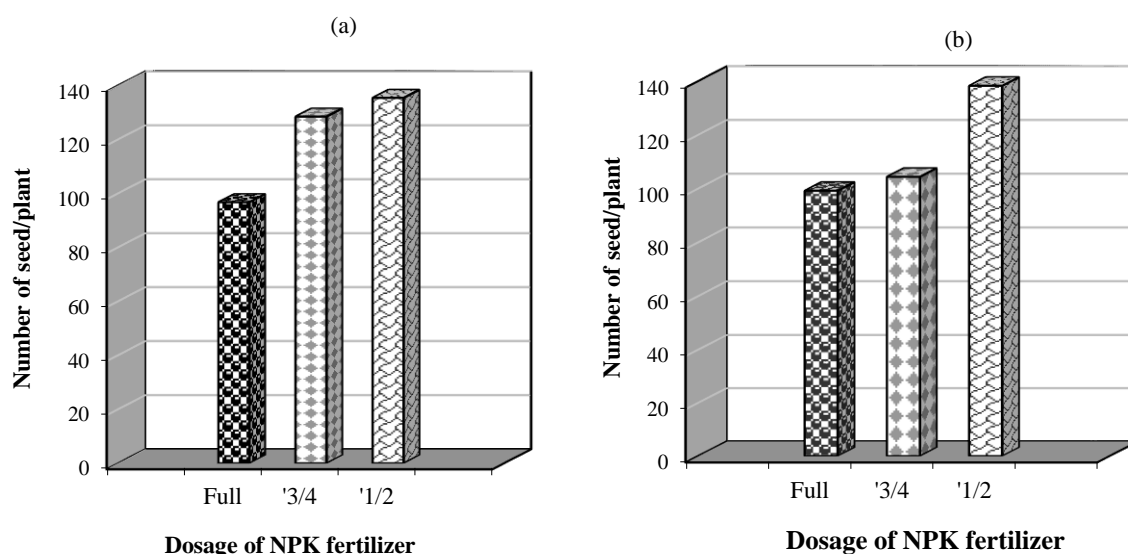 (a)
140
120
100
80
60
40
20
0
Number of seed/plant
Full '3/4 '1/2
Dosage of NPK fertilizer
(b)
140
120
100
80
60
40
20
0
Number of seed/plant
Full '3/4 '1/2
Dosage of NPK fertilizer